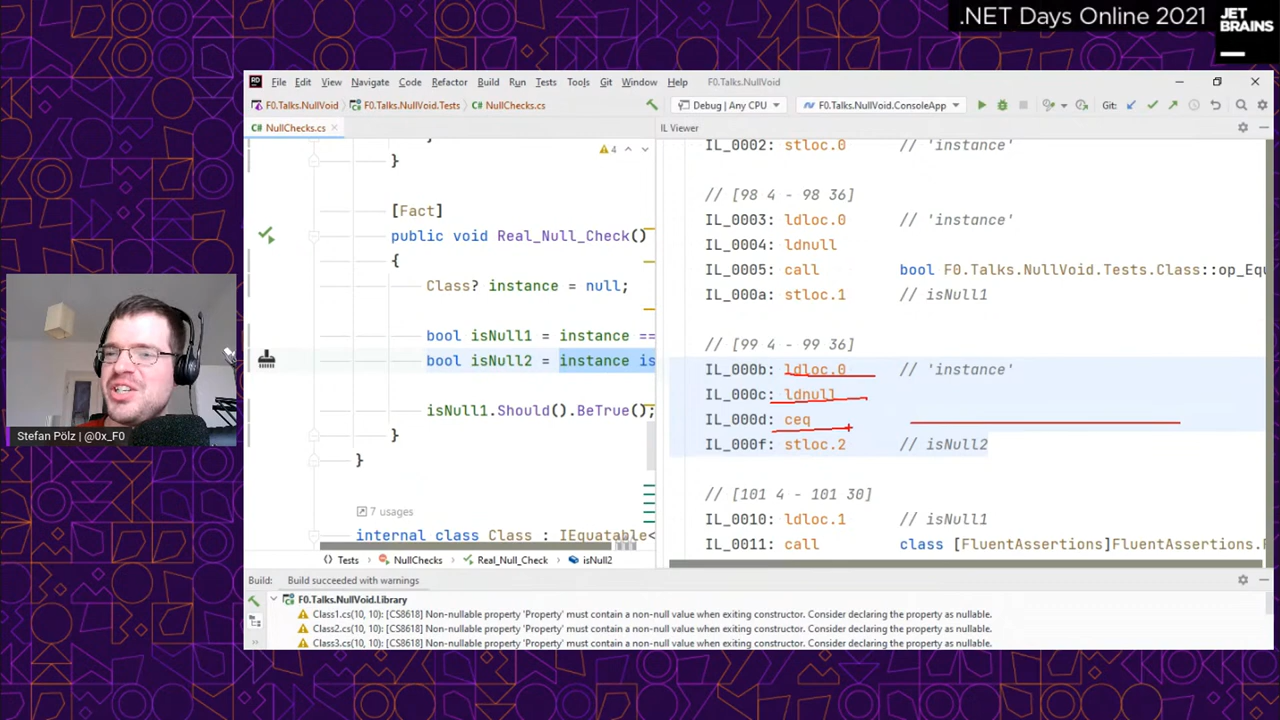 .NET Days Online 2021
JET
BRAINS
RD File Edit View Navigate Code Refactor Build Run Tests Tools Git Window Help F0.Talks.NullVoid
F0.Talks.NullVoid F0.Talks.NullVoid.Tests C# NullChecks.cs Debug | Any CPU F0.Talks.NullVoid.ConsoleApp Git:
C# NullChecks.cs
IL Viewer
4
}
[Fact]
public void Real_Null_Check()
{
Class? instance = null;
bool isNull1 = instance ==
bool isNull2 = instance is
isNull1.Should().BeTrue();
}
}
7 usages
internal class Class : IEquatable<
Tests NullChecks Real_Null_Check isNull2
IL_0002: stloc.0 // 'instance'
// [98 4 - 98 36]
IL_0003: ldloc.0 // 'instance'
IL_0004: ldnull
IL_0005: call bool F0.Talks.NullVoid.Tests.Class::op_Equ
IL_000a: stloc.1 // isNull1
// [99 4 - 99 36]
IL_000b: ldloc.0 // 'instance'
IL_000c: ldnull
IL_000d: ceq
IL_000f: stloc.2 // isNull2
// [101 4 - 101 30]
IL_0010: ldloc.1 // isNull1
IL_0011: call class [FluentAssertions]FluentAssertions.
Stefan Pölz | @0x_F0
Build: Build succeeded with warnings
F0.Talks.NullVoid.Library
Class1.cs(10, 10): [CS8618] Non-nullable property 'Property' must contain a non-null value when exiting constructor. Consider declaring the property as nullable.
Class2.cs(10, 10): [CS8618] Non-nullable property 'Property' must contain a non-null value when exiting constructor. Consider declaring the property as nullable.
Class3.cs(10, 10): [CS8618] Non-nullable property 'Property' must contain a non-null value when exiting constructor. Consider declaring the property as nullable.